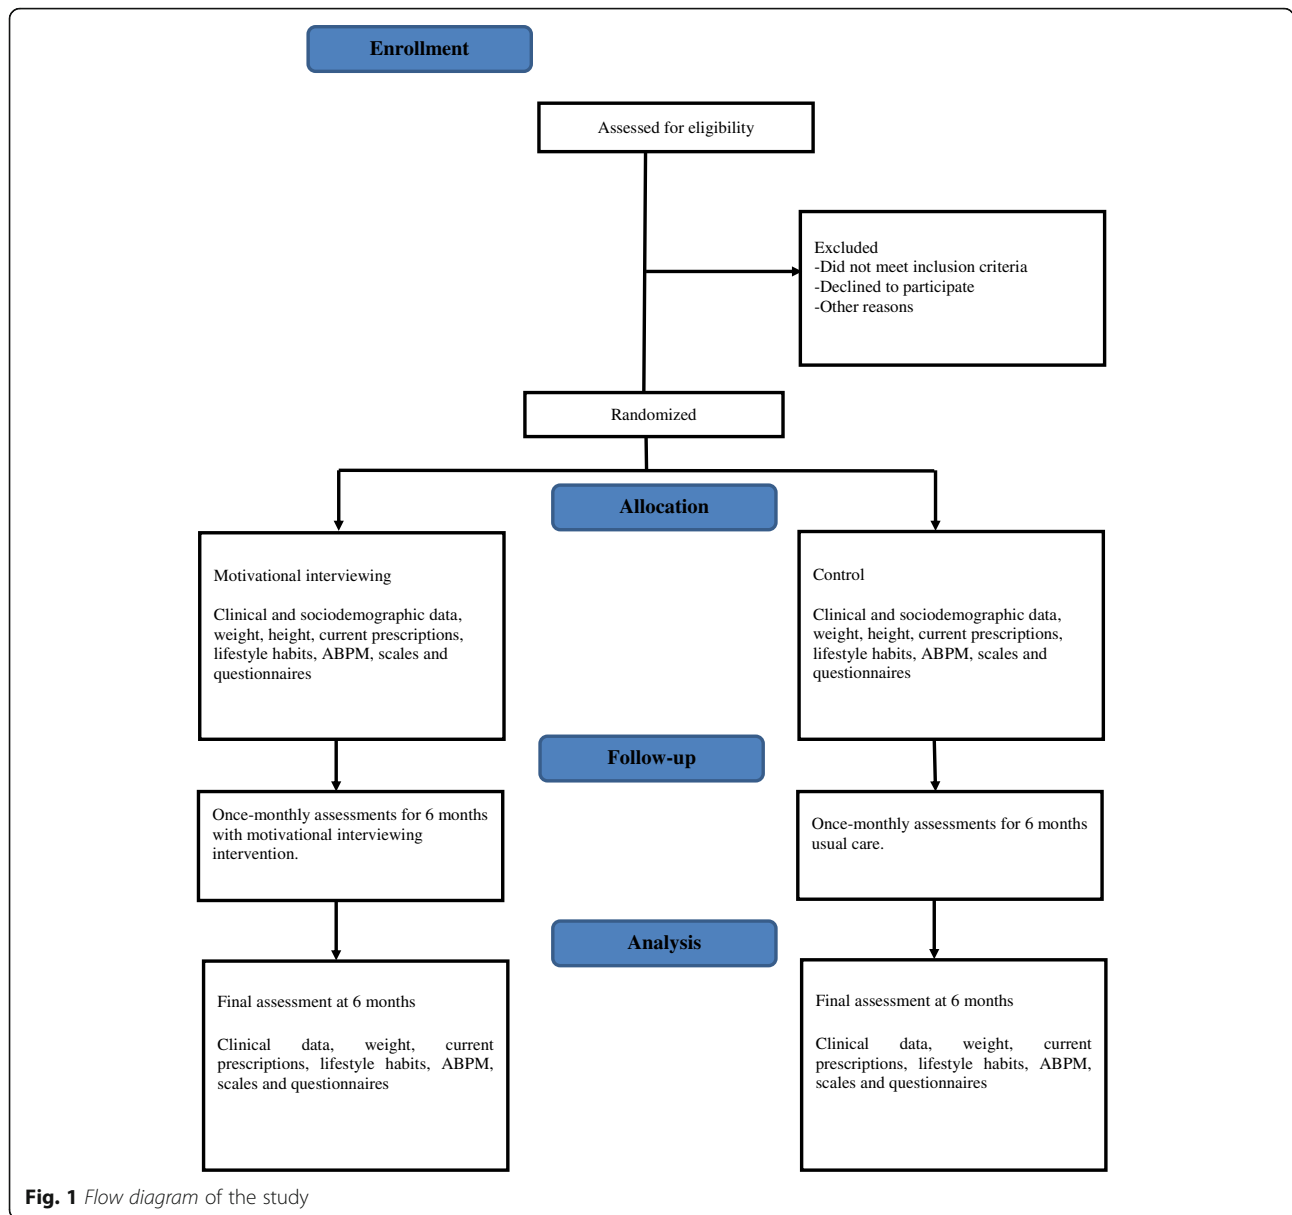 Enrollment
Assessed for eligibility
Excluded
-Did not meet inclusion criteria
-Declined to participate
-Other reasons
Randomized
Allocation
Motivational interviewing
Clinical and sociodemographic data,
weight, height, current prescriptions,
lifestyle habits, ABPM, scales and
questionnaires
Control
Clinical and sociodemographic data,
weight, height, current prescriptions,
lifestyle habits, ABPM, scales and
questionnaires
Follow-up
Once-monthly assessments for 6 months
with motivational interviewing
intervention.
Once-monthly assessments for 6 months
usual care.
Analysis
Final assessment at 6 months
Clinical data, weight, current
prescriptions, lifestyle habits, ABPM,
scales and questionnaires
Final assessment at 6 months
Clinical data, weight, current
prescriptions, lifestyle habits, ABPM,
scales and questionnaires
Fig. 1 Flow diagram of the study